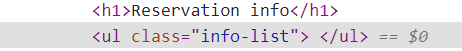 <h1>Reservation info</h1>
<ul class="info-list"> </ul> == $0